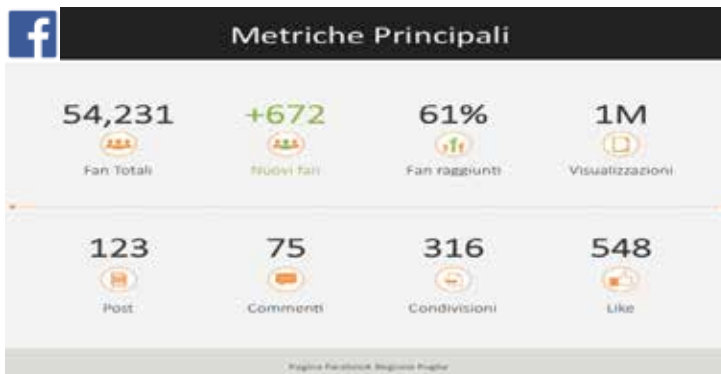 f
Metriche Principali
54,231 +672 61% 1M
Fan Totali Nuovi fan Fan raggiunti Visualizzazioni
123 75 316 548
Post Commenti Condivisioni Like
Pagina Facebook Regione Puglia